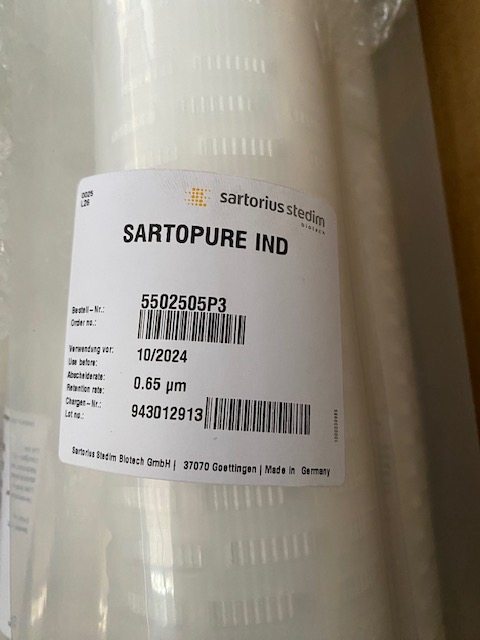 0025
L26
sartorius stedim
biotech
SARTOPURE IND
Bestell-Nr.: 5502505P3
Order no.:
Verwendung vor: 10/2024
Use before:
Abscheiderate: 0.65 µm
Retention rate:
Chargen-Nr.: 943012913
Lot no.:
Sartorius Stedim Biotech GmbH | 37070 Goettingen | Made in Germany